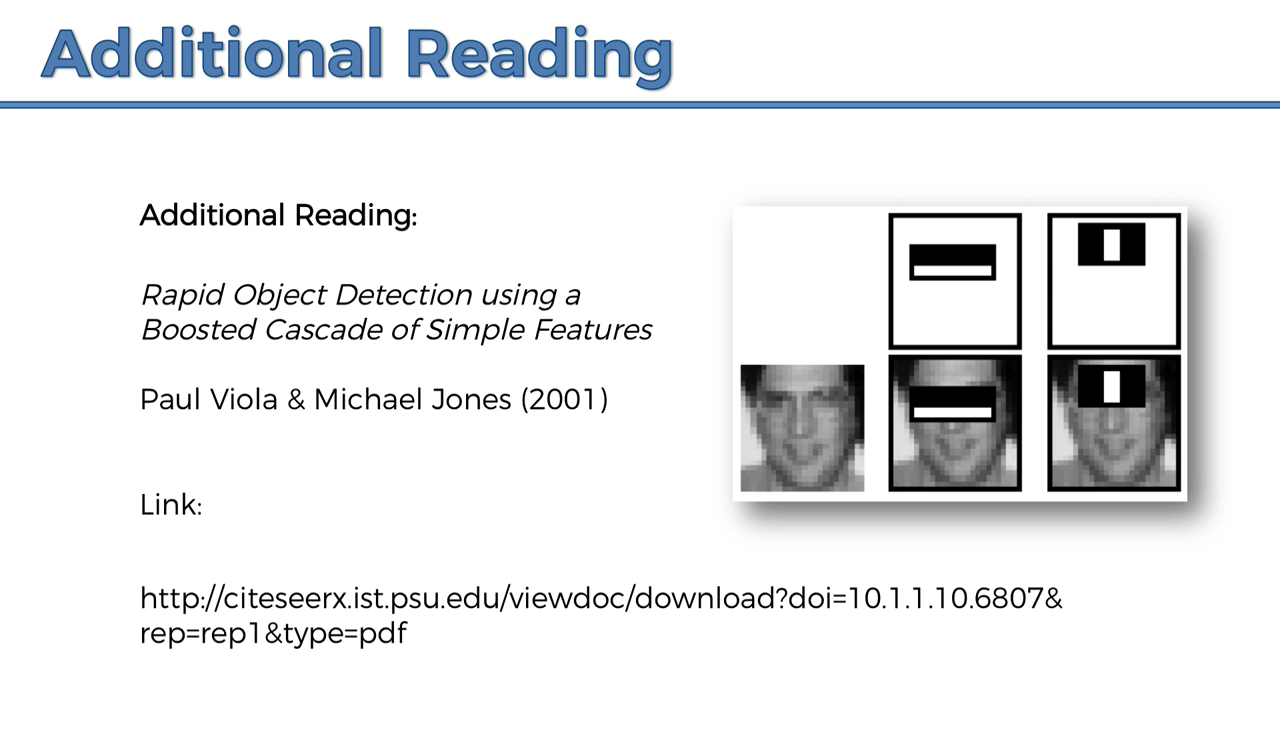 Additional Reading
Additional Reading:
Rapid Object Detection using a
Boosted Cascade of Simple Features
Paul Viola & Michael Jones (2001)
Link:
http://citeseerx.ist.psu.edu/viewdoc/download?doi=10.1.1.10.6807&
rep=rep1&type=pdf